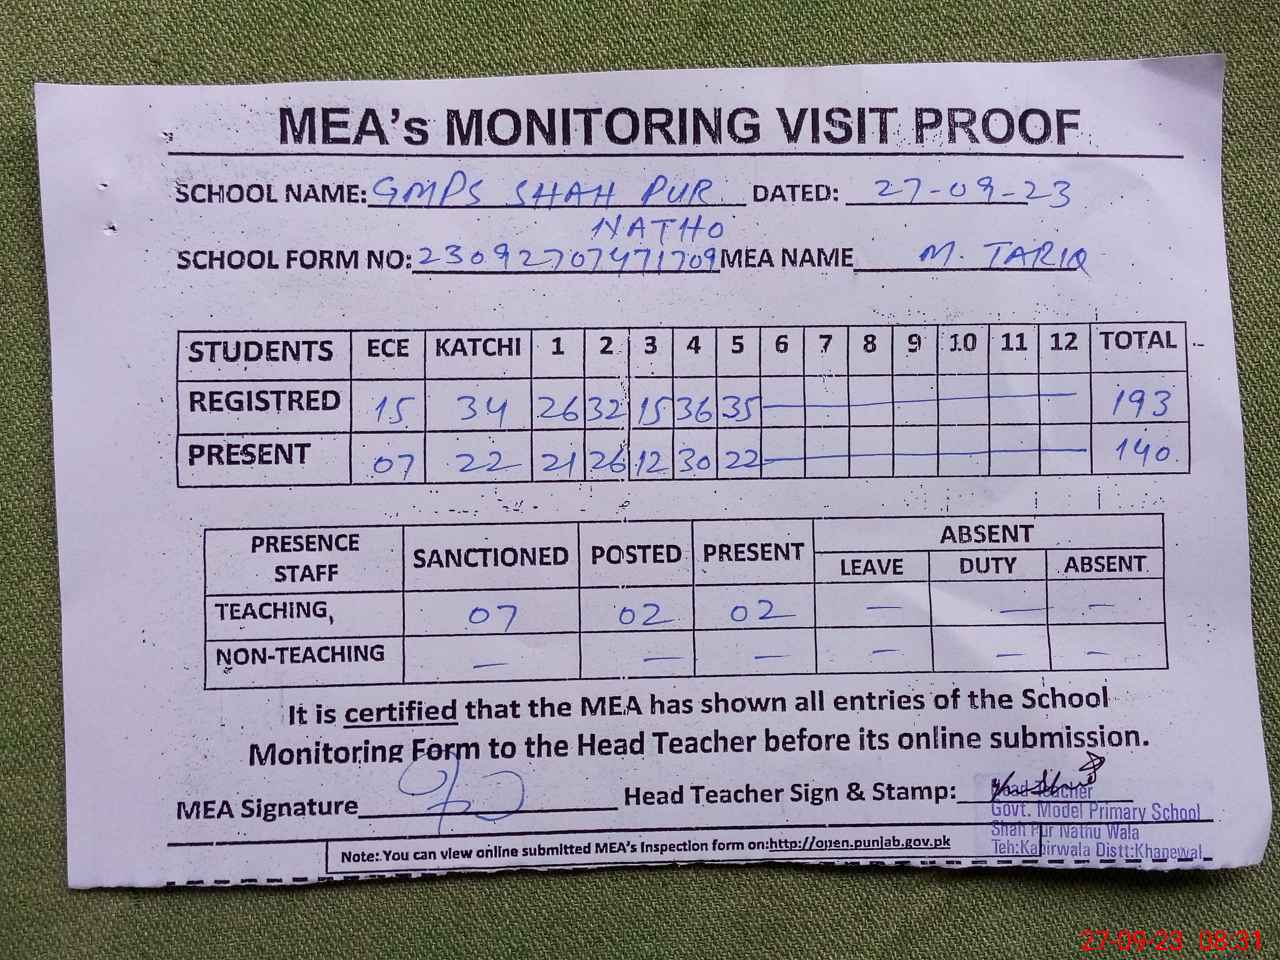 MEA's MONITORING VISIT PROOF
SCHOOL NAME: GMPS SHAH PUR DATED: 27-09-23
NATHO
SCHOOL FORM NO: 23092707471709 MEA NAME M. TARIQ
STUDENTS ECE KATCHI 1 2 3 4 5 6 7 8 9 10 11 12 TOTAL
REGISTRED 15 34 26 32 15 36 35 — 193
PRESENT 07 22 21 26 12 30 22 — 140
PRESENCE STAFF SANCTIONED POSTED PRESENT ABSENT
LEAVE DUTY ABSENT
TEACHING, 07 02 02 — — —
NON-TEACHING — — — — — —
It is certified that the MEA has shown all entries of the School
Monitoring Form to the Head Teacher before its online submission.
MEA Signature Head Teacher Sign & Stamp:
Head Teacher
Govt. Model Primary School
Shah Pur Nathu Wala
Teh:Kabirwala Distt:Khanewal
Note: You can view online submitted MEA's Inspection form on:http://open.punjab.gov.pk
27-09-23 08:31